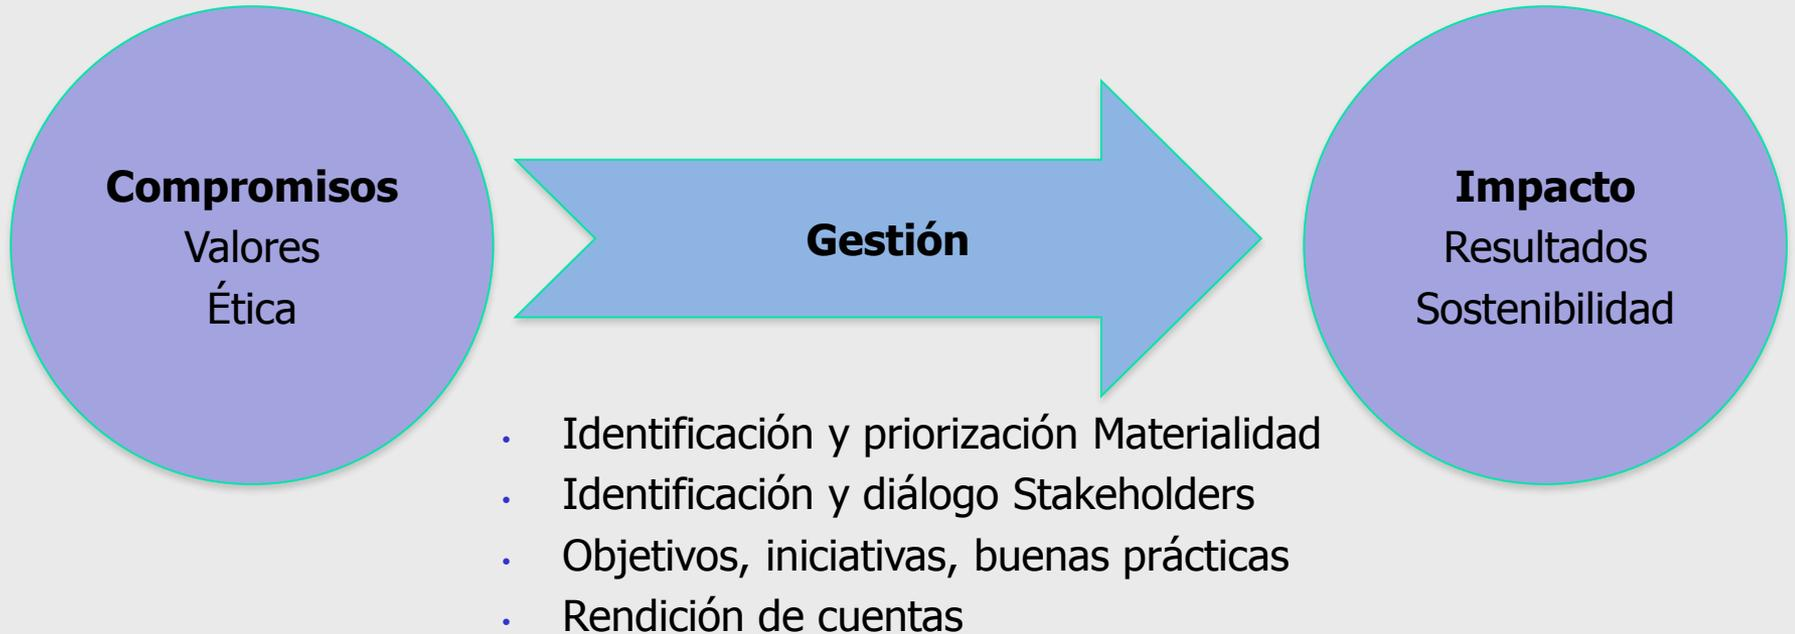 Compromisos
Valores
Ética
Gestión
Impacto
Resultados
Sostenibilidad
• Identificación y priorización Materialidad
• Identificación y diálogo Stakeholders
• Objetivos, iniciativas, buenas prácticas
• Rendición de cuentas